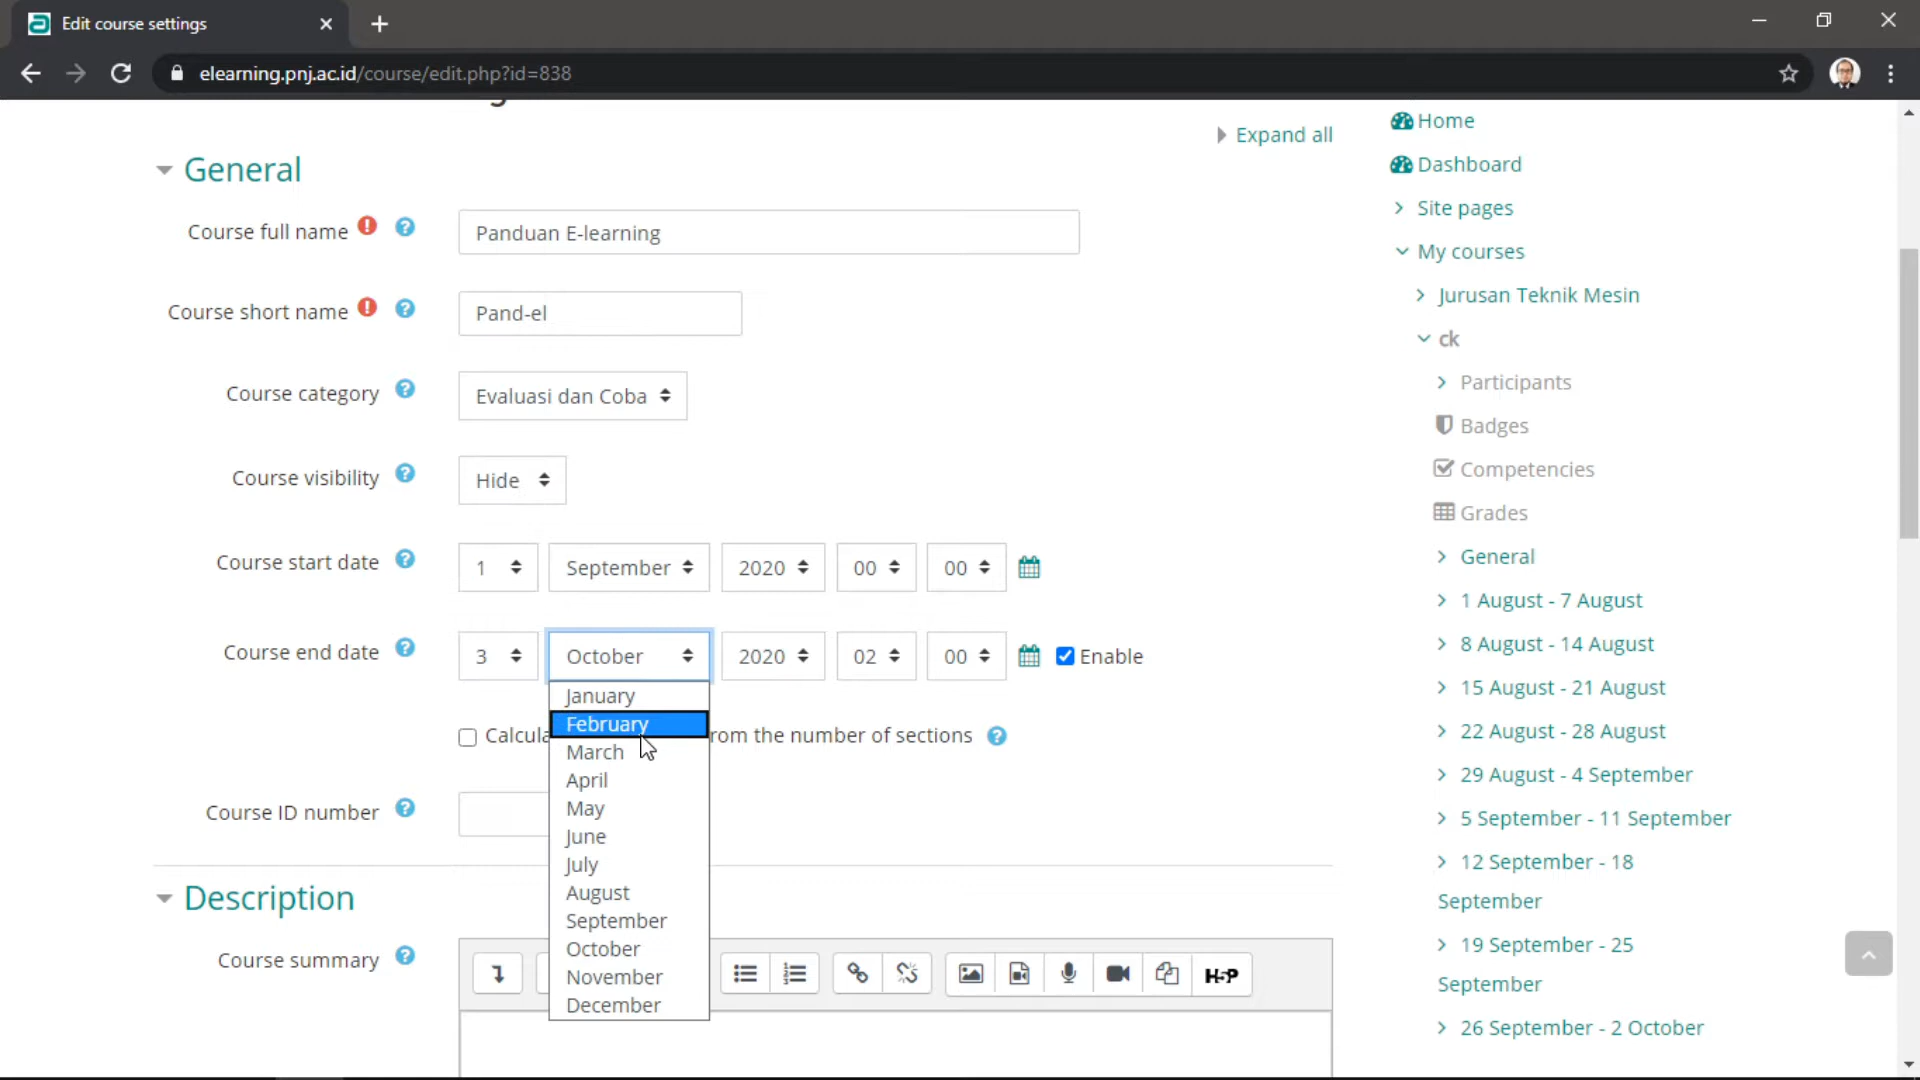 Edit course settings
elearning.pnj.ac.id/course/edit.php?id=838
Expand all
General
Course full name
Panduan E-learning
Course short name
Pand-el
Course category
Evaluasi dan Coba
Course visibility
Hide
Course start date
1 September 2020 00 00
Course end date
3 October 2020 02 00 Enable
January
February
March
April
May
June
July
August
September
October
November
December
Calcula rom the number of sections
Course ID number
Description
Course summary
H5P
Home
Dashboard
Site pages
My courses
Jurusan Teknik Mesin
ck
Participants
Badges
Competencies
Grades
General
1 August - 7 August
8 August - 14 August
15 August - 21 August
22 August - 28 August
29 August - 4 September
5 September - 11 September
12 September - 18
September
19 September - 25
September
26 September - 2 October